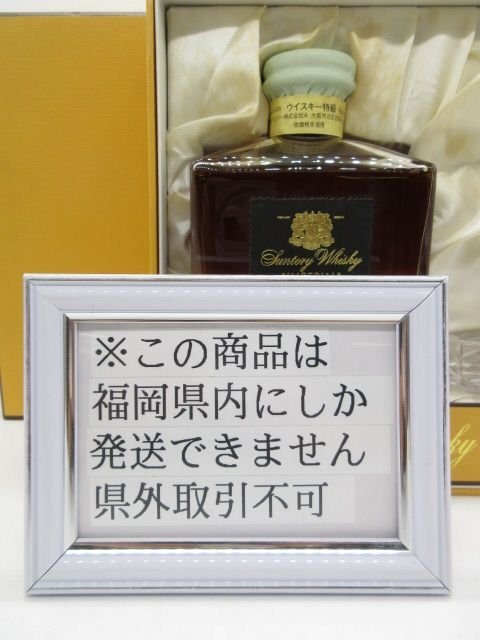 ウイスキー特級
Suntory Whisky
※この商品は
福岡県内にしか
発送できません
県外取引不可